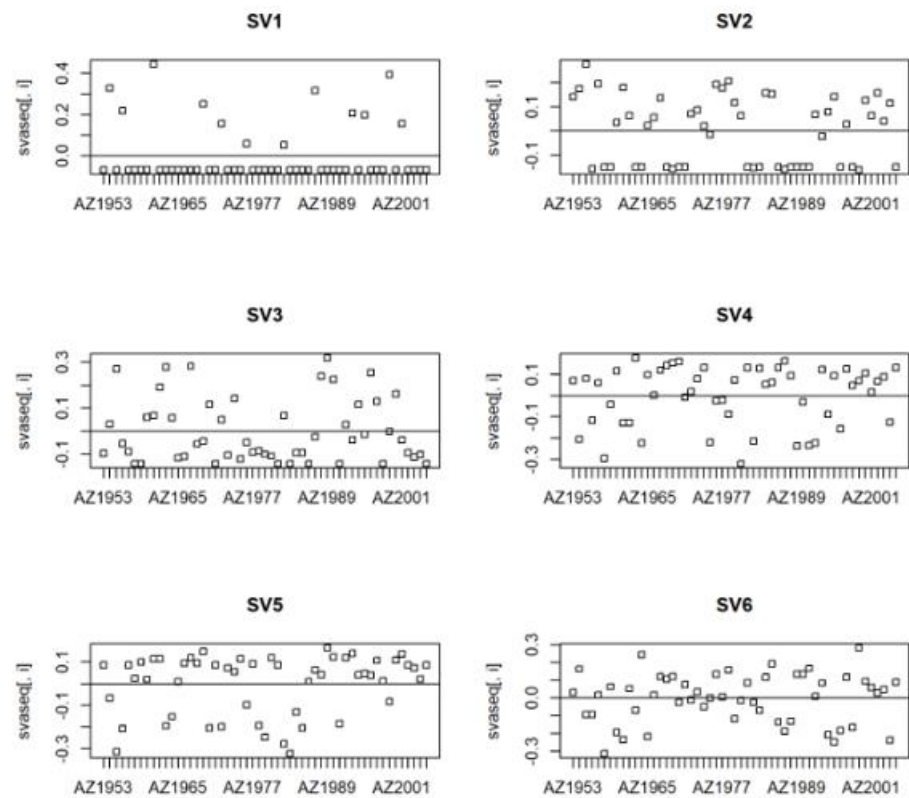 SV1
svaseq[, i]
0.0 0.2 0.4
AZ1953 AZ1965 AZ1977 AZ1989 AZ2001
SV2
svaseq[, i]
-0.1 0.1
AZ1953 AZ1965 AZ1977 AZ1989 AZ2001
SV3
svaseq[, i]
-0.1 0.1 0.3
AZ1953 AZ1965 AZ1977 AZ1989 AZ2001
SV4
svaseq[, i]
-0.3 -0.1 0.1
AZ1953 AZ1965 AZ1977 AZ1989 AZ2001
SV5
svaseq[, i]
-0.3 -0.1 0.1
AZ1953 AZ1965 AZ1977 AZ1989 AZ2001
SV6
svaseq[, i]
-0.3 0.0 0.3
AZ1953 AZ1965 AZ1977 AZ1989 AZ2001